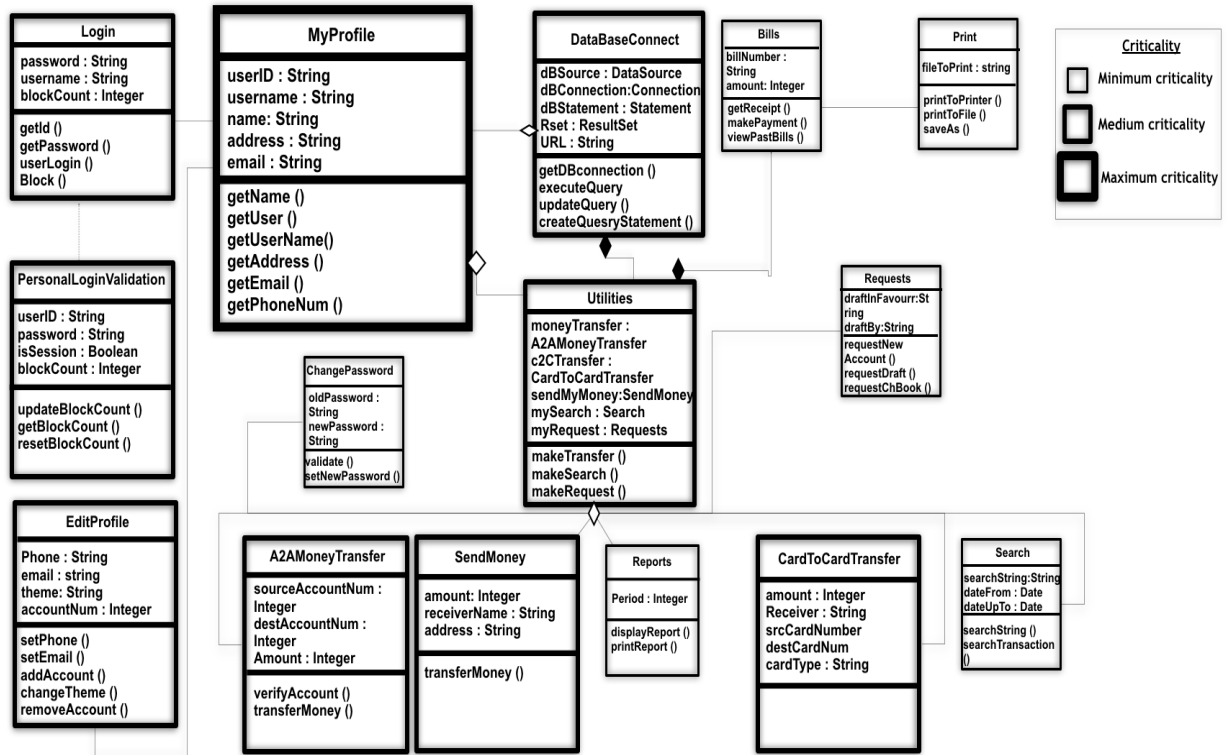 Login
password : String
username : String
blockCount : Integer
getId ()
getPassword ()
userLogin ()
Block ()
MyProfile
userID : String
username : String
name: String
address : String
email : String
getName ()
getUser ()
getUserName()
getAddress ()
getEmail ()
getPhoneNum ()
DataBaseConnect
dBSource : DataSource
dBConnection:Connection
dBStatement : Statement
Rset : ResultSet
URL : String
getDBconnection ()
executeQuery
updateQuery ()
createQuesryStatement ()
Bills
billNumber :
String
amount: Integer
getReceipt ()
makePayment ()
viewPastBills ()
Print
fileToPrint : string
printToPrinter ()
printToFile ()
saveAs ()
Criticality
Minimum criticality
Medium criticality
Maximum criticality
PersonalLoginValidation
userID : String
password : String
isSession : Boolean
blockCount : Integer
updateBlockCount ()
getBlockCount ()
resetBlockCount ()
ChangePassword
oldPassword :
String
newPassword :
String
validate ()
setNewPassword ()
Utilities
moneyTransfer :
A2AMoneyTransfer
c2CTransfer :
CardToCardTransfer
sendMyMoney:SendMoney
mySearch : Search
myRequest : Requests
makeTransfer ()
makeSearch ()
makeRequest ()
Requests
draftInFavourr:St
ring
draftBy:String
requestNew
Account ()
requestDraft ()
requestChBook ()
EditProfile
Phone : String
email : string
theme: String
accountNum : Integer
setPhone ()
setEmail ()
addAccount ()
changeTheme ()
removeAccount ()
A2AMoneyTransfer
sourceAccountNum :
Integer
destAccountNum :
Integer
Amount : Integer
verifyAccount ()
transferMoney ()
SendMoney
amount: Integer
receiverName : String
address : String
transferMoney ()
Reports
Period : Integer
displayReport ()
printReport ()
CardToCardTransfer
amount : Integer
Receiver : String
srcCardNumber
destCardNum
cardType : String
Search
searchString:String
dateFrom : Date
dateUpTo : Date
searchString ()
searchTransaction
()